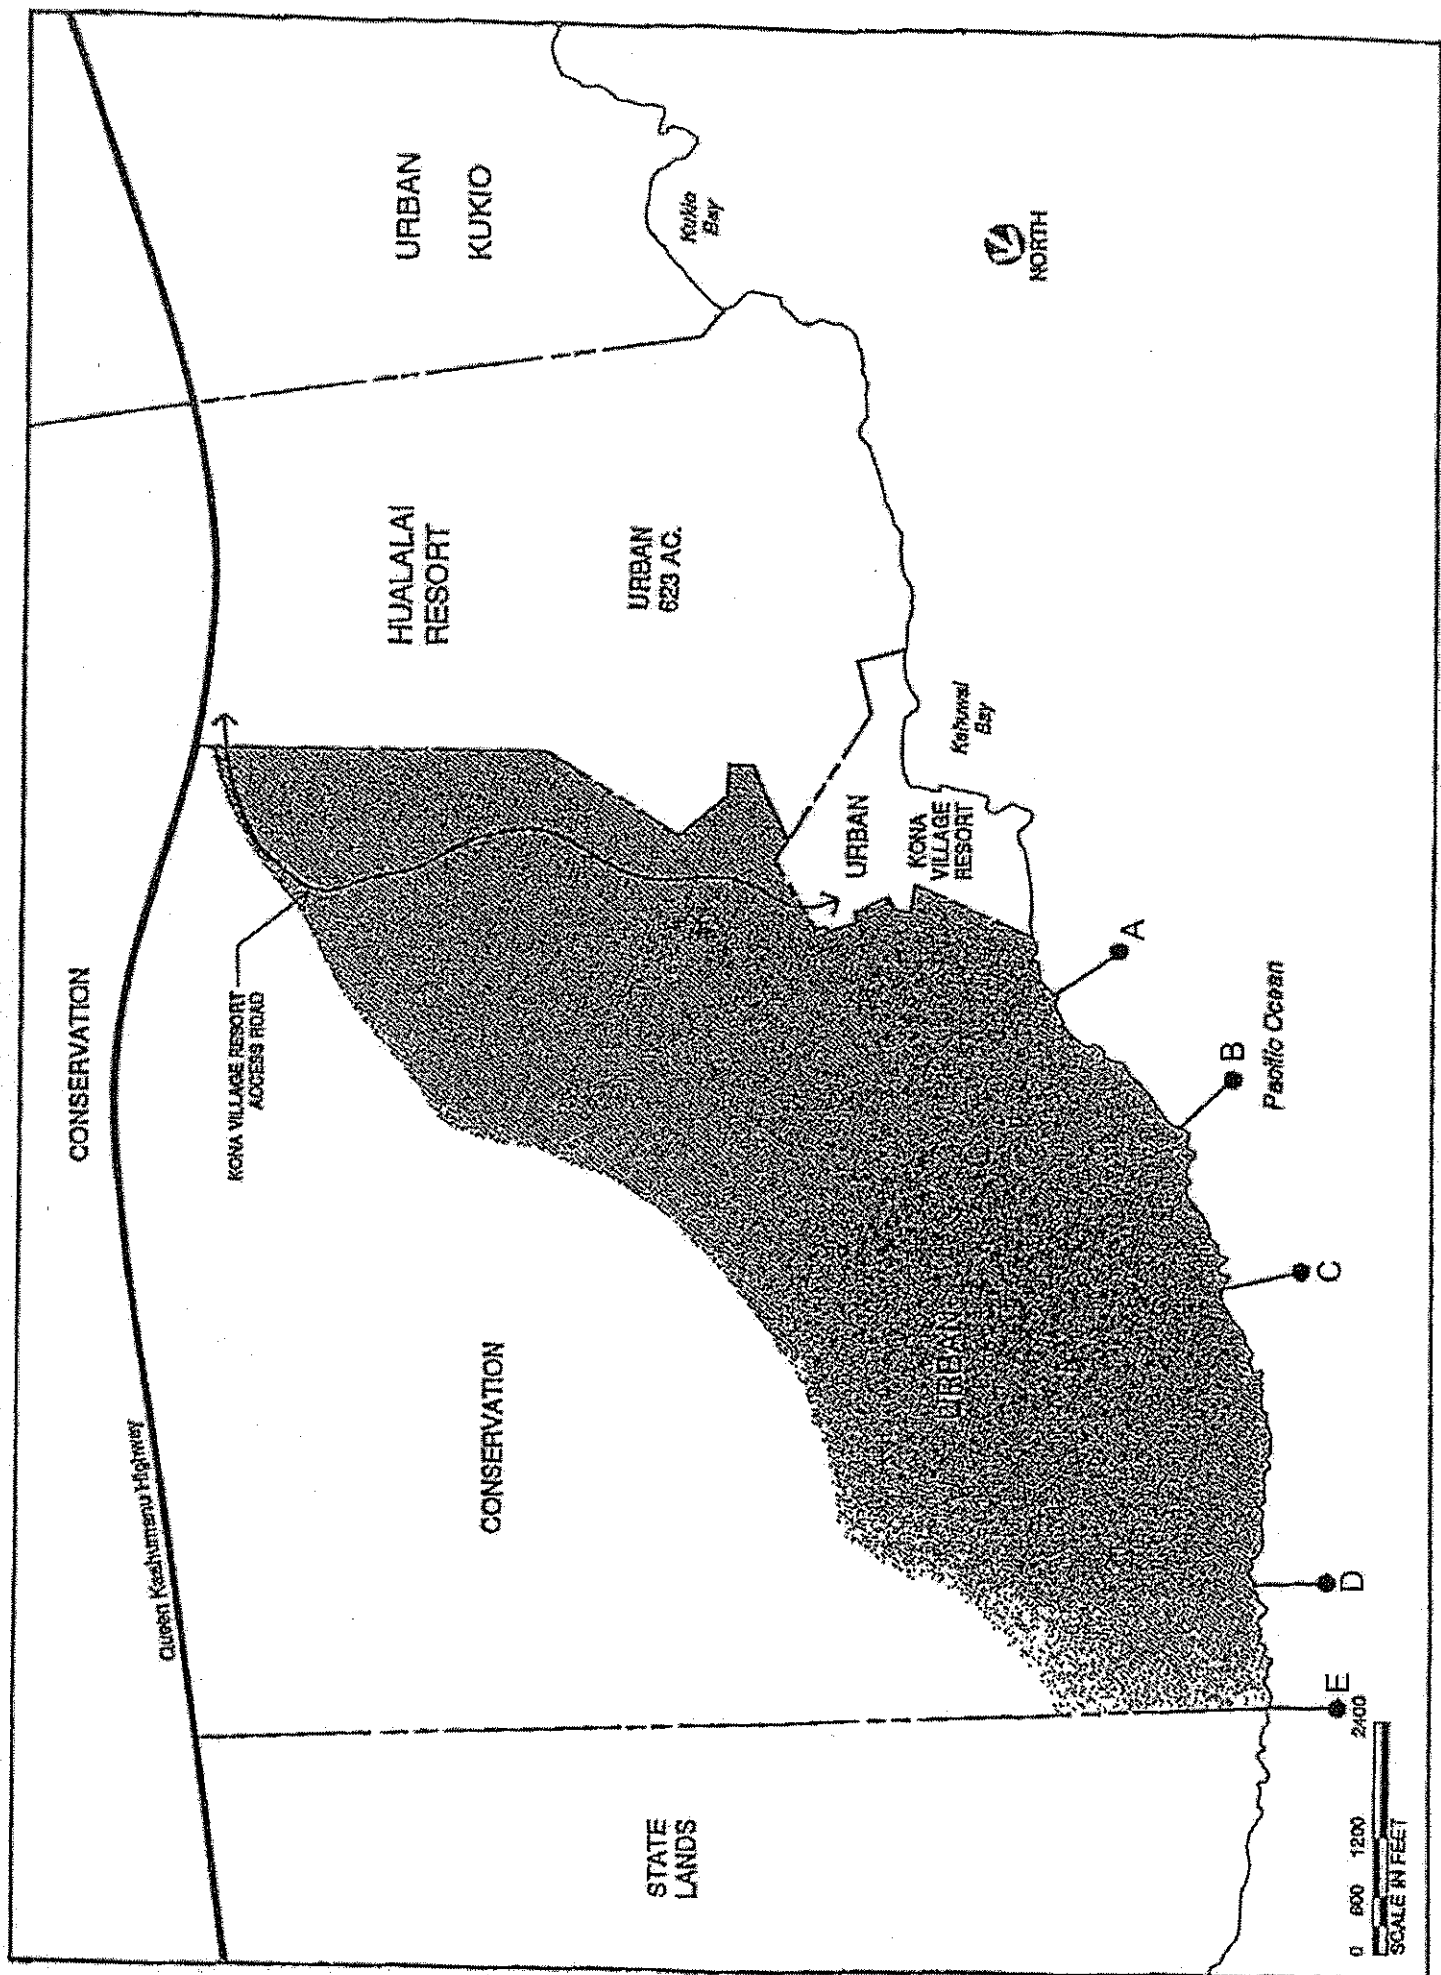 CONSERVATION
Queen Kaahumanu Highway
KONA VILLAGE RESORT
ACCESS ROAD
URBAN
KUKIO
Kukio
Bay
NORTH
HUALALAI
RESORT
URBAN
623 AC.
CONSERVATION
URBAN
KONA
VILLAGE
RESORT
Kahuwai
Bay
URBAN
STATE
LANDS
A
B
Pacific Ocean
C
D
E
0 600 1200 2400
SCALE IN FEET